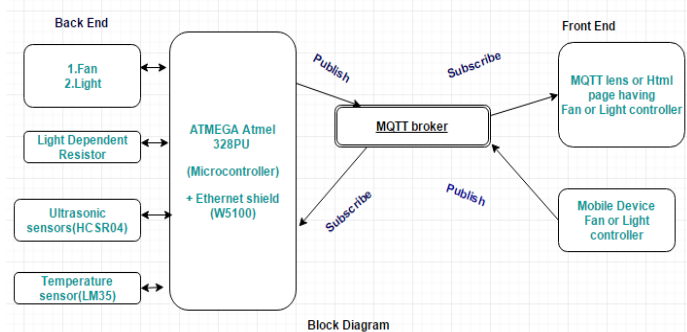 Back End
Front End
1.Fan
2.Light
Light Dependent
Resistor
Ultrasonic
sensors(HCSR04)
Temperature
sensor(LM35)
ATMEGA Atmel
328PU
(Microcontroller)
+ Ethernet shield
(W5100)
Publish
Subscribe
MQTT broker
Subscribe
Publish
MQTT lens or Html
page having
Fan or Light controller
Mobile Device
Fan or Light
controller
Block Diagram